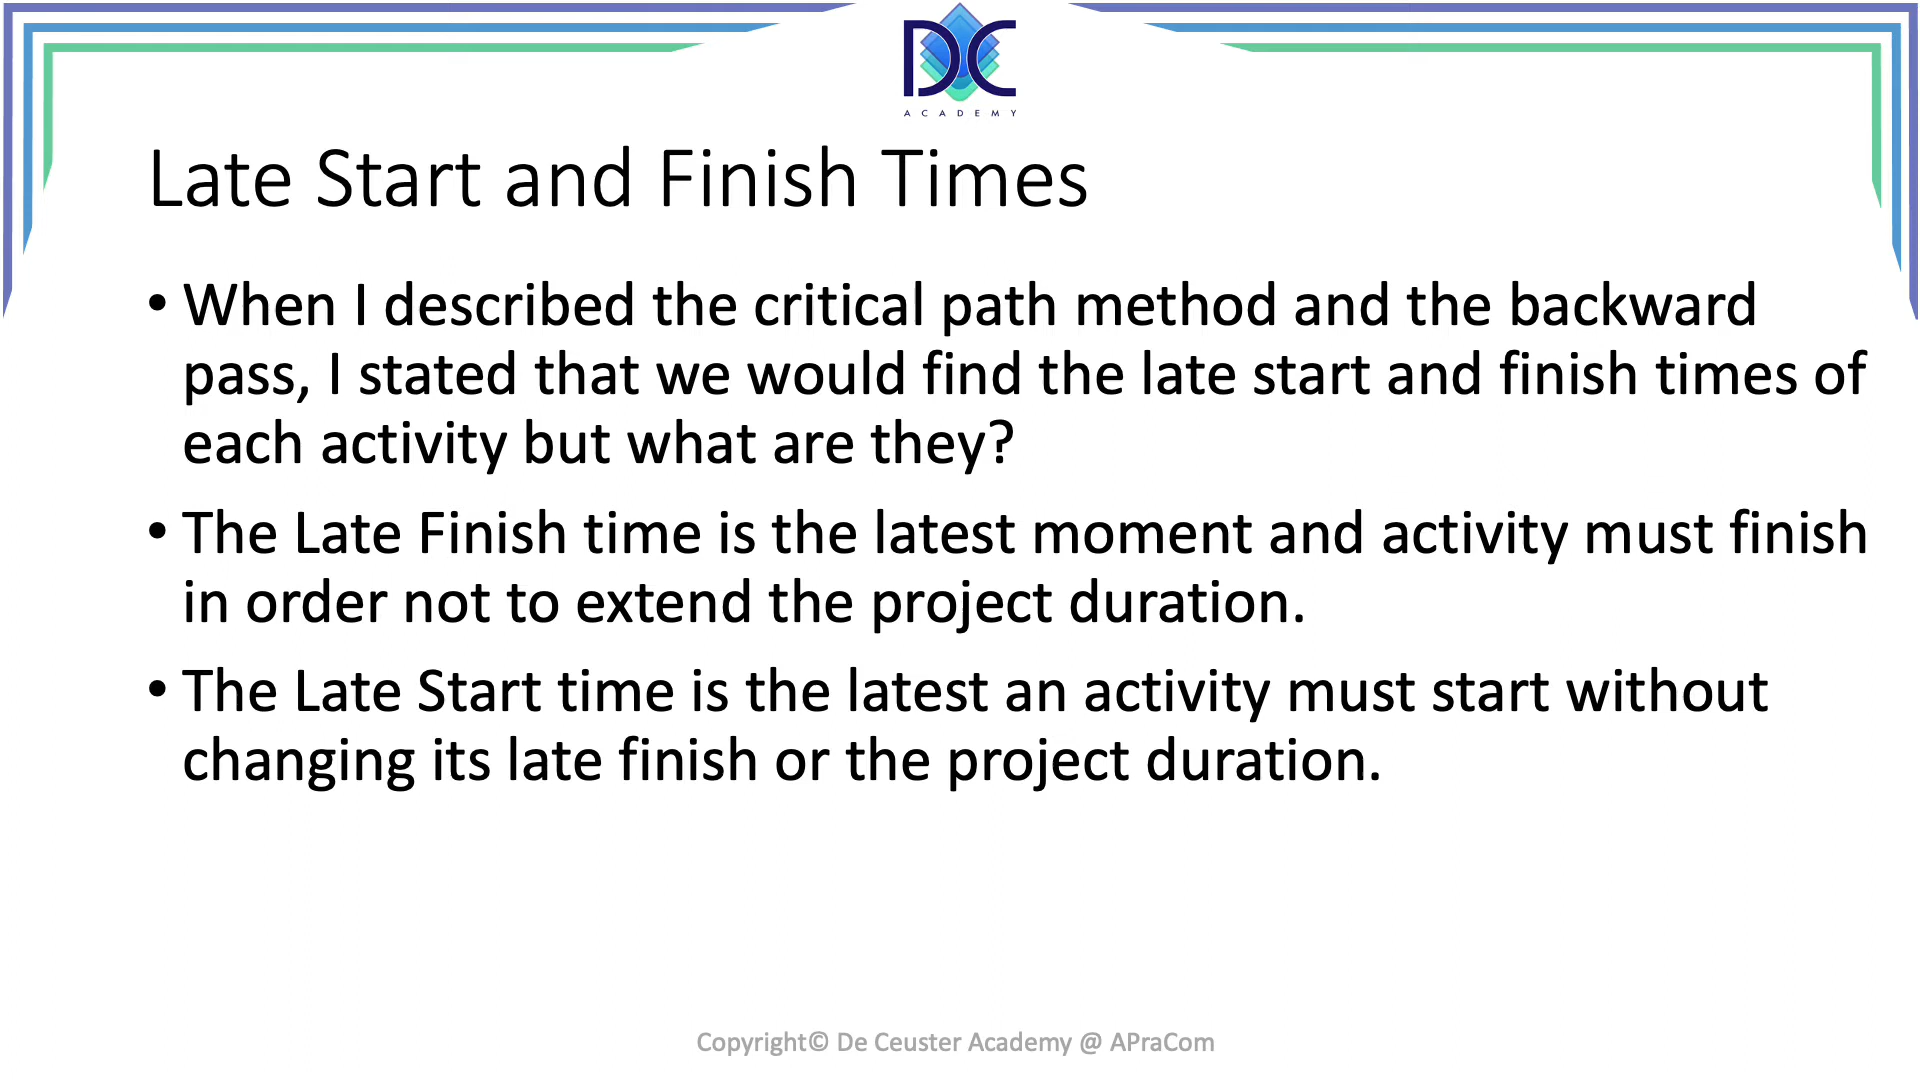 DC
ACADEMY
Late Start and Finish Times
• When I described the critical path method and the backward
pass, I stated that we would find the late start and finish times of
each activity but what are they?
• The Late Finish time is the latest moment and activity must finish
in order not to extend the project duration.
• The Late Start time is the latest an activity must start without
changing its late finish or the project duration.
Copyright© De Ceuster Academy @ APraCom